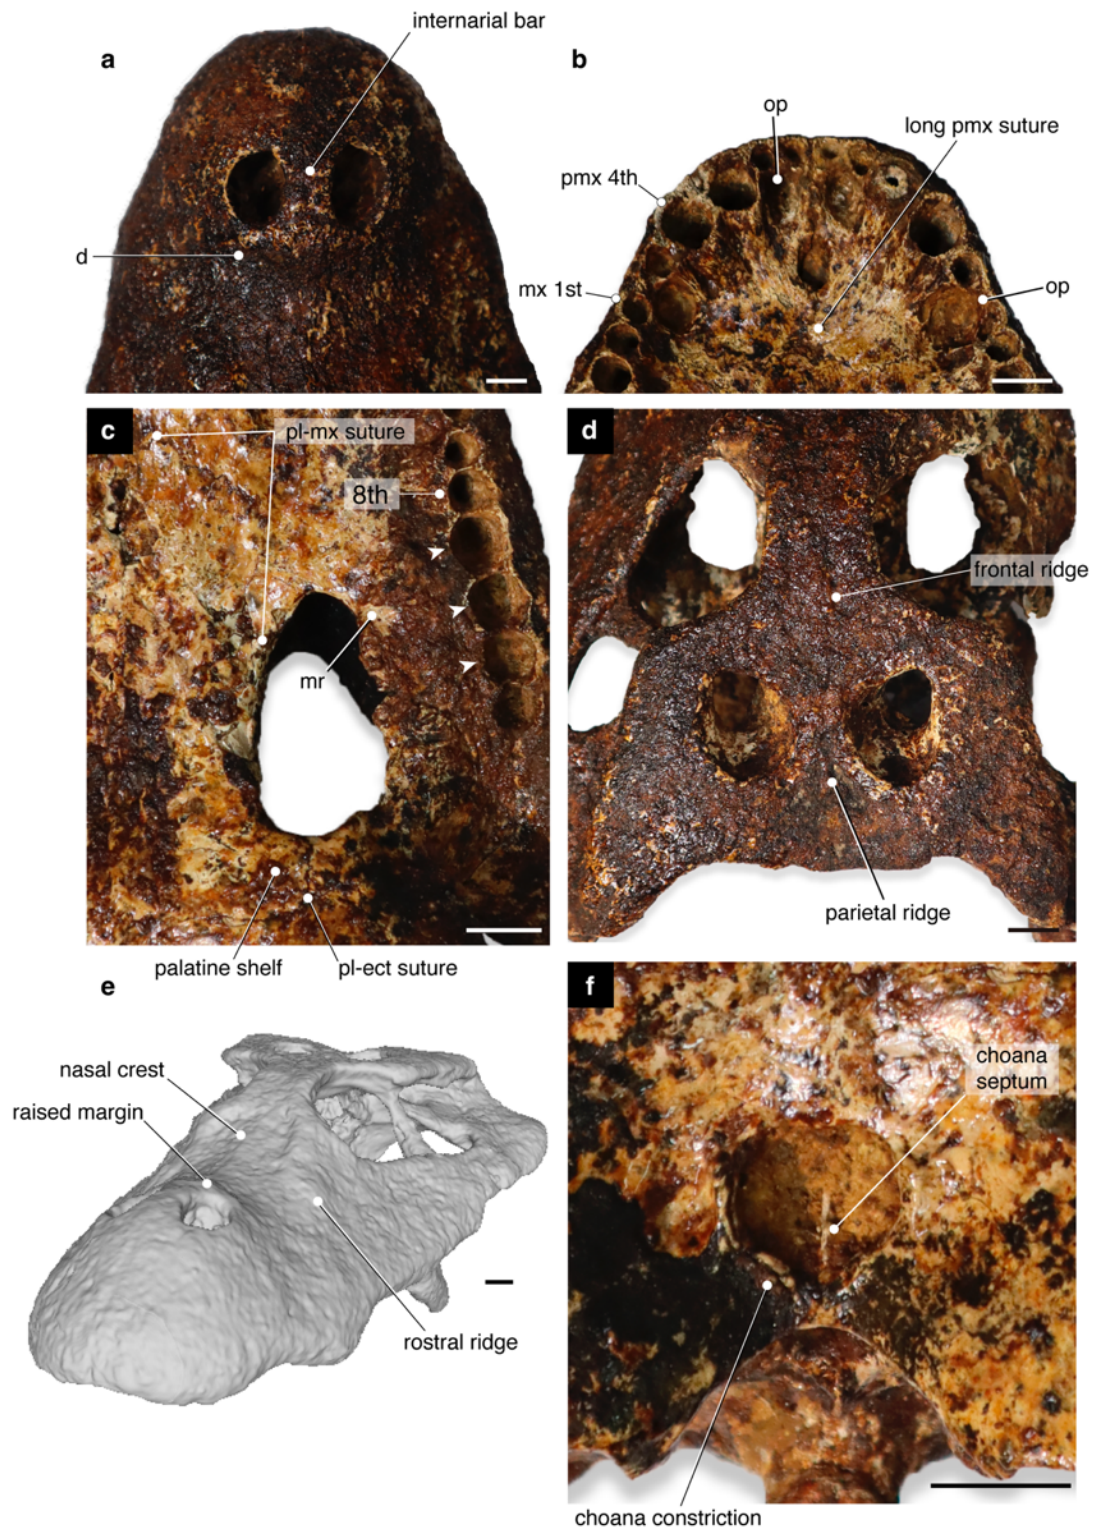 a
internarial bar
d
b
op
long pmx suture
pmx 4th
mx 1st
op
c
pl-mx suture
8th
mr
palatine shelf
pl-ect suture
d
frontal ridge
parietal ridge
e
nasal crest
raised margin
rostral ridge
f
choana
septum
choana constriction